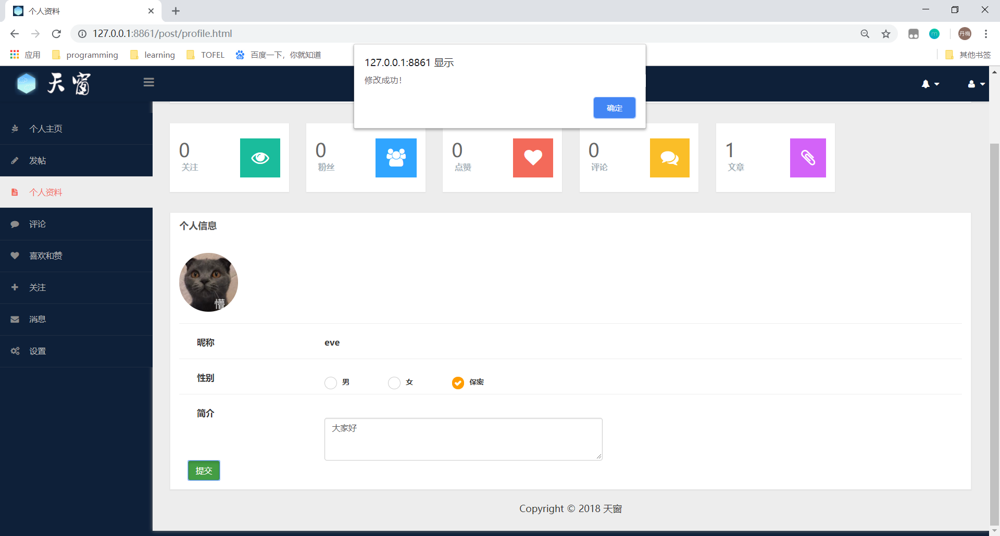 个人资料
127.0.0.1:8861/post/profile.html
丹梅
应用 programming learning TOFEL 百度一下，你就知道 其他书签
127.0.0.1:8861 显示
修改成功！
确定
天窗
个人主页
发帖
个人资料
评论
喜欢和赞
关注
消息
设置
0
关注
0
粉丝
0
点赞
0
评论
1
文章
个人信息
懵
昵称 eve
性别 男 女 保密
简介
大家好
提交
Copyright © 2018 天窗